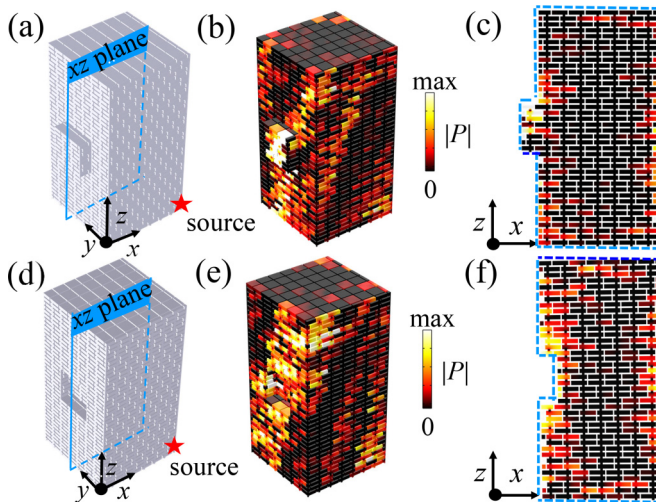 (a)
xz plane
z
y
x
source
(b)
max
|P|
0
(c)
z
x
(d)
xz plane
z
y
x
source
(e)
max
|P|
0
(f)
z
x